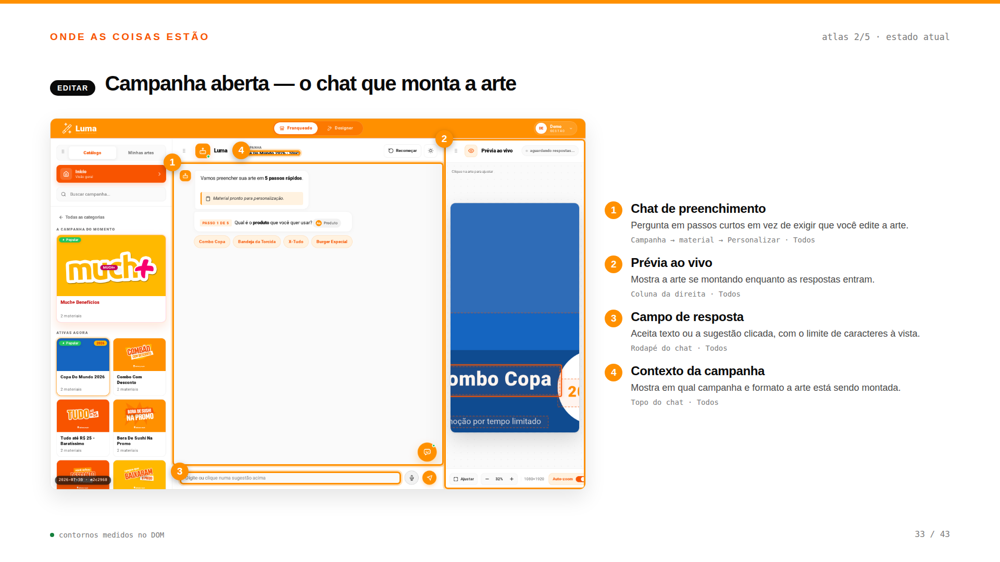 ONDE AS COISAS ESTÃO
atlas 2/5 · estado atual
EDITAR
Campanha aberta — o chat que monta a arte
Luma
Franqueado
Designer
DE
Demo
GESTÃO
Catálogo
Minhas artes
Início
Visão geral
Buscar campanha...
Todas as categorias
A CAMPANHA DO MOMENTO
Popular
much+
MUCH+
Much+ Benefícios
2 materiais
ATIVAS AGORA
Popular
2026
Copa Do Mundo 2026
2 materiais
COMBÃO
COM DESCONTO
Combo Com
Desconto
2 materiais
TUDO ATÉ
R$ 25
Tudo até R$ 25 -
Baratíssimo
2 materiais
BORA DE SUSHI
NA PROMO
Bora De Sushi Na
Promo
2 materiais
você achou
DESCONTO
BAIXARAM
O PREÇO
2026-07-30 · e2c2968
1
Luma
4
PANHA
a Do Mundo 2026 · Stori
Recomeçar
Vamos preencher sua arte em 5 passos rápidos.
Material pronto para personalização.
PASSO 1 DE 5
Qual é o produto que você quer usar?
Aa
Produto
Combo Copa
Bandeja da Torcida
X-Tudo
Burger Especial
3
Digite ou clique numa sugestão acima
2
Prévia ao vivo
aguardando respostas...
Clique na arte para ajustar
ombo Copa
20
moção por tempo limitado
Ajustar
− 32% +
1080×1920
Auto-zoom
1
Chat de preenchimento
Pergunta em passos curtos em vez de exigir que você edite a arte.
Campanha → material → Personalizar · Todos
2
Prévia ao vivo
Mostra a arte se montando enquanto as respostas entram.
Coluna da direita · Todos
3
Campo de resposta
Aceita texto ou a sugestão clicada, com o limite de caracteres à vista.
Rodapé do chat · Todos
4
Contexto da campanha
Mostra em qual campanha e formato a arte está sendo montada.
Topo do chat · Todos
contornos medidos no DOM
33 / 43